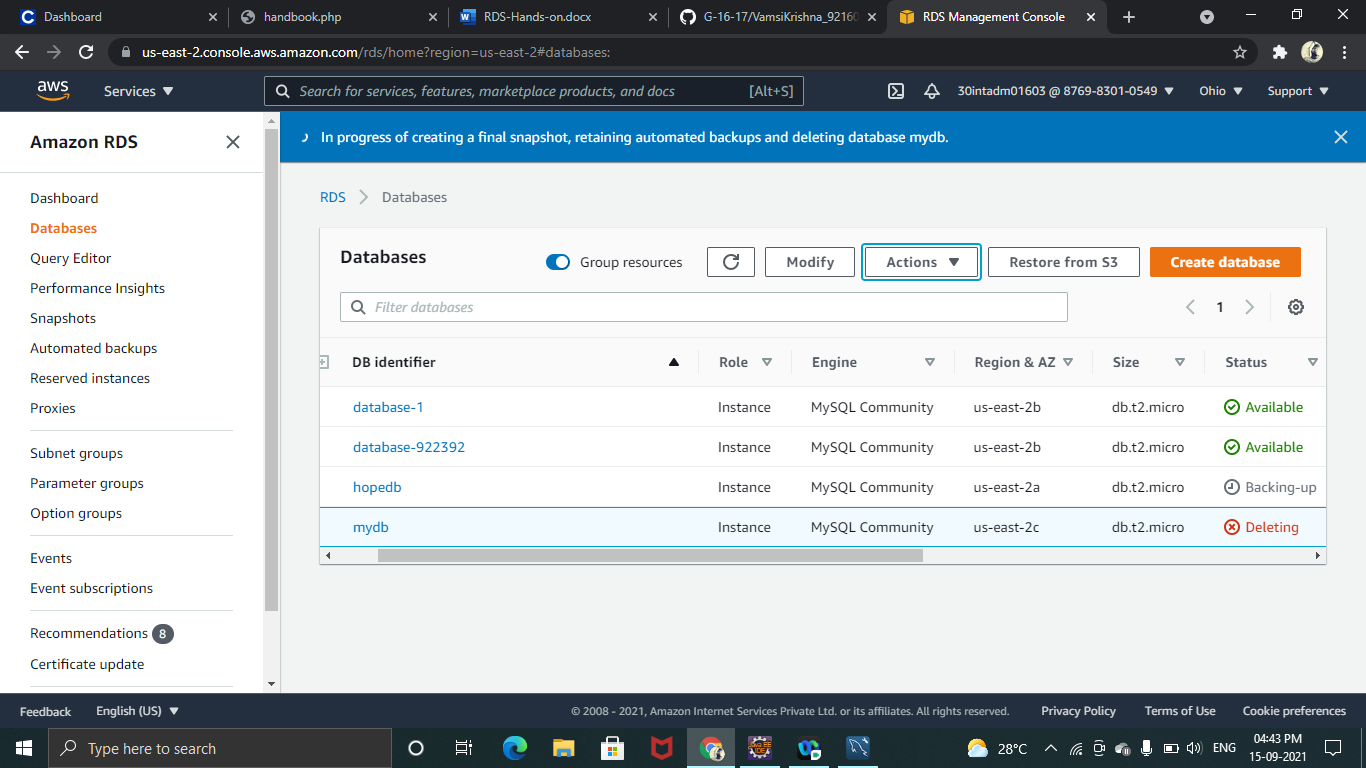 Dashboard
handbook.php
RDS-Hands-on.docx
G-16-17/VamsiKrishna_92160
RDS Management Console
us-east-2.console.aws.amazon.com/rds/home?region=us-east-2#databases:
aws
Services
Search for services, features, marketplace products, and docs [Alt+S]
30intadm01603 @ 8769-8301-0549
Ohio
Support
Amazon RDS
In progress of creating a final snapshot, retaining automated backups and deleting database mydb.
Dashboard
Databases
Query Editor
Performance Insights
Snapshots
Automated backups
Reserved instances
Proxies
Subnet groups
Parameter groups
Option groups
Events
Event subscriptions
Recommendations 8
Certificate update
RDS > Databases
Databases
Group resources
Modify
Actions
Restore from S3
Create database
Filter databases
1
DB identifier Role Engine Region & AZ Size Status
database-1 Instance MySQL Community us-east-2b db.t2.micro Available
database-922392 Instance MySQL Community us-east-2b db.t2.micro Available
hopedb Instance MySQL Community us-east-2a db.t2.micro Backing-up
mydb Instance MySQL Community us-east-2c db.t2.micro Deleting
Feedback English (US) © 2008 - 2021, Amazon Internet Services Private Ltd. or its affiliates. All rights reserved. Privacy Policy Terms of Use Cookie preferences
Type here to search
28°C
ENG
04:43 PM
15-09-2021